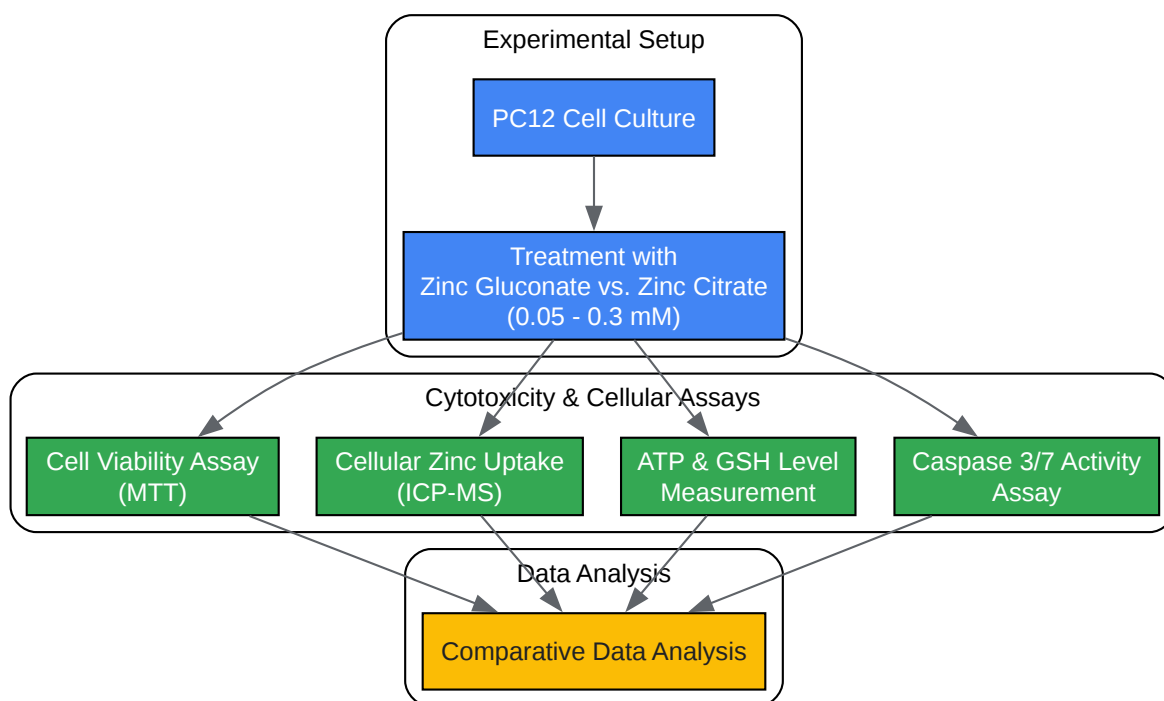 Experimental Setup
PC12 Cell Culture
Treatment with
Zinc Gluconate vs. Zinc Citrate
(0.05 - 0.3 mM)
Cytotoxicity & Cellular Assays
Cell Viability Assay
(MTT)
Cellular Zinc Uptake
(ICP-MS)
ATP & GSH Level
Measurement
Caspase 3/7 Activity
Assay
Data Analysis
Comparative Data Analysis